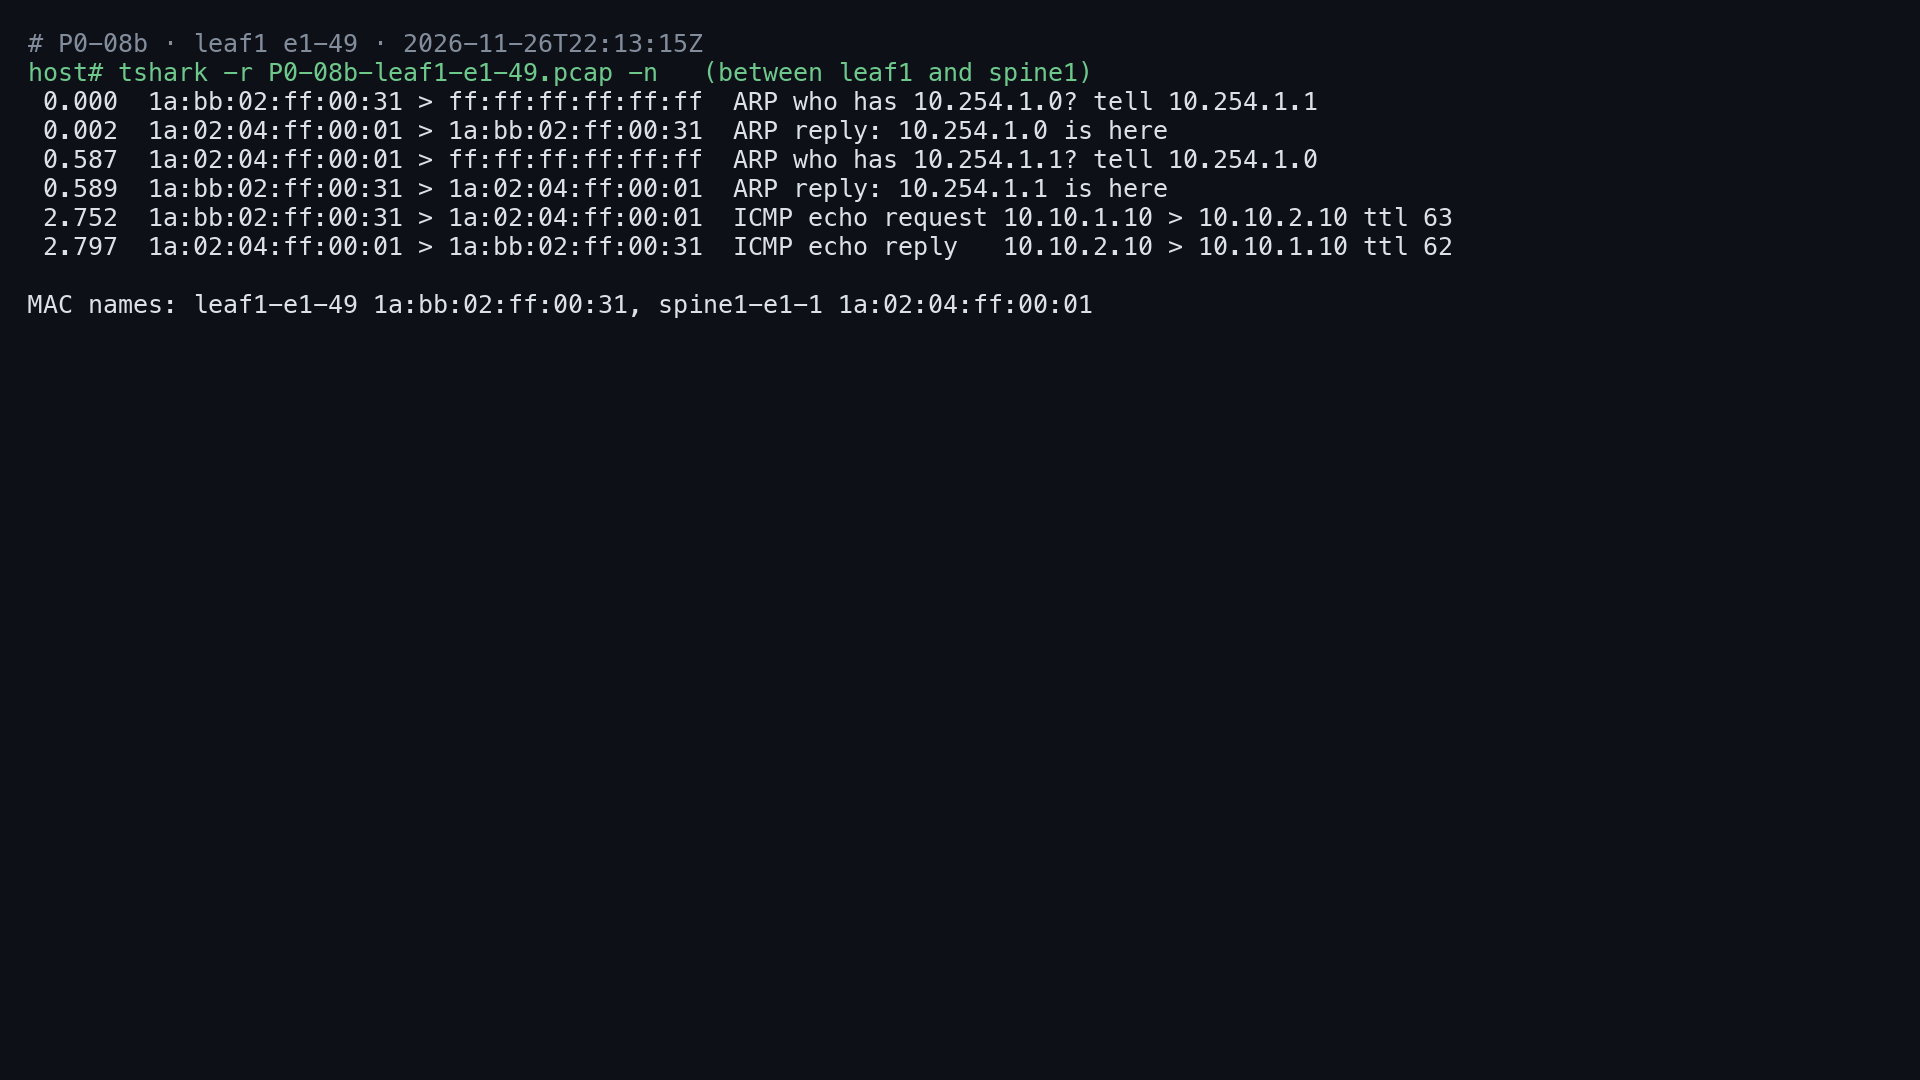 # P0-08b · leaf1 e1-49 · 2026-11-26T22:13:15Z
host# tshark -r P0-08b-leaf1-e1-49.pcap -n   (between leaf1 and spine1)
 0.000  1a:bb:02:ff:00:31 > ff:ff:ff:ff:ff:ff  ARP who has 10.254.1.0? tell 10.254.1.1
 0.002  1a:02:04:ff:00:01 > 1a:bb:02:ff:00:31  ARP reply: 10.254.1.0 is here
 0.587  1a:02:04:ff:00:01 > ff:ff:ff:ff:ff:ff  ARP who has 10.254.1.1? tell 10.254.1.0
 0.589  1a:bb:02:ff:00:31 > 1a:02:04:ff:00:01  ARP reply: 10.254.1.1 is here
 2.752  1a:bb:02:ff:00:31 > 1a:02:04:ff:00:01  ICMP echo request 10.10.1.10 > 10.10.2.10 ttl 63
 2.797  1a:02:04:ff:00:01 > 1a:bb:02:ff:00:31  ICMP echo reply   10.10.2.10 > 10.10.1.10 ttl 62

MAC names: leaf1-e1-49 1a:bb:02:ff:00:31, spine1-e1-1 1a:02:04:ff:00:01